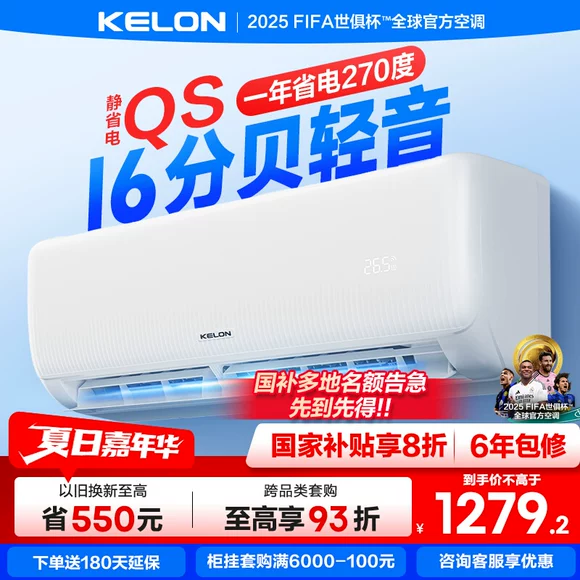 KELON | 2025 FIFA世俱杯™全球官方空调
静省电 QS 一年省电270度
16分贝轻音
26.5
KELON
国补多地名额告急
先到先得!!
2025 FIFA世俱杯™
全球官方空调
夏日嘉年华
国家补贴享8折 | 6年包修
以旧换新至高
省550元
跨品类套购
至高享93折
到手价不高于
¥1279.2
下单送180天延保
柜挂套购满6000-100元
咨询客服享优惠